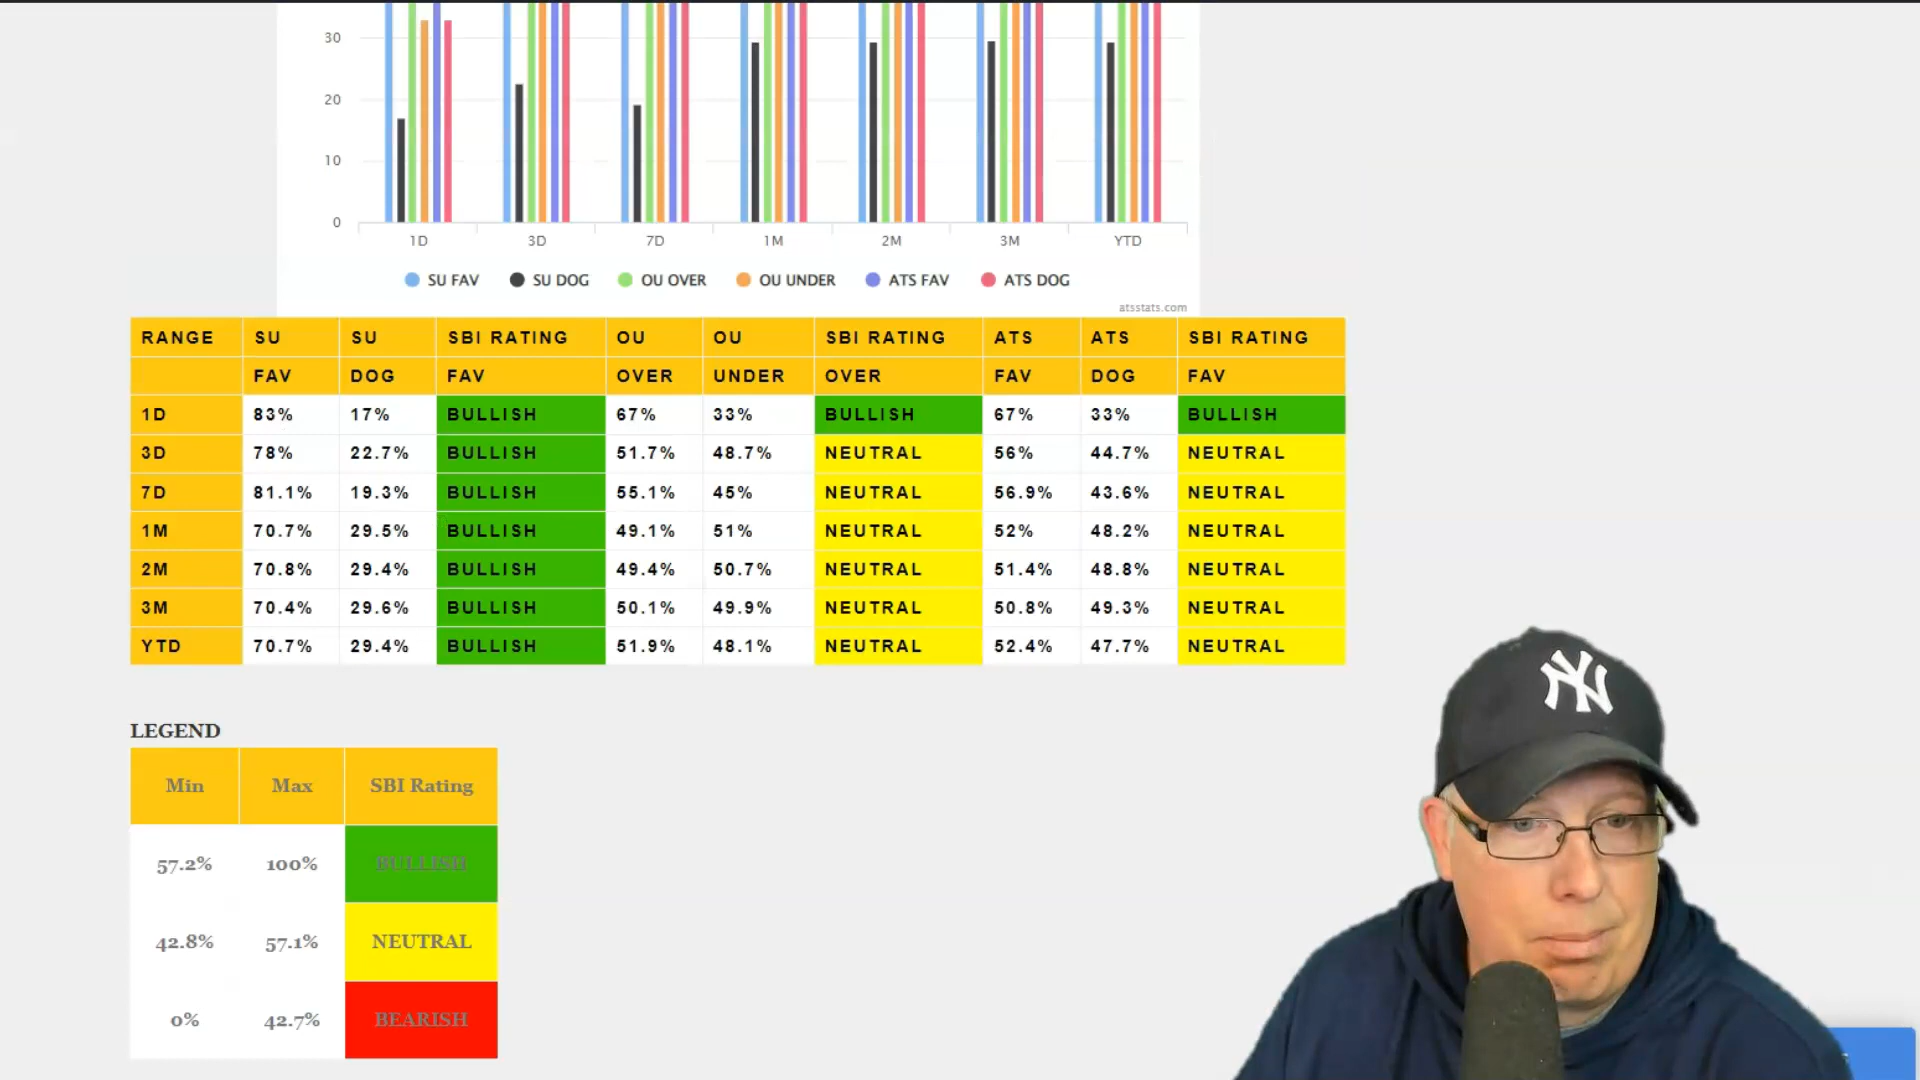 30
20
10
0
1D 3D 7D 1M 2M 3M YTD
SU FAV SU DOG OU OVER OU UNDER ATS FAV ATS DOG
atsstats.com
RANGE SU SU SBI RATING OU OU SBI RATING ATS ATS SBI RATING
FAV DOG FAV OVER UNDER OVER FAV DOG FAV
1D 83% 17% BULLISH 67% 33% BULLISH 67% 33% BULLISH
3D 78% 22.7% BULLISH 51.7% 48.7% NEUTRAL 56% 44.7% NEUTRAL
7D 81.1% 19.3% BULLISH 55.1% 45% NEUTRAL 56.9% 43.6% NEUTRAL
1M 70.7% 29.5% BULLISH 49.1% 51% NEUTRAL 52% 48.2% NEUTRAL
2M 70.8% 29.4% BULLISH 49.4% 50.7% NEUTRAL 51.4% 48.8% NEUTRAL
3M 70.4% 29.6% BULLISH 50.1% 49.9% NEUTRAL 50.8% 49.3% NEUTRAL
YTD 70.7% 29.4% BULLISH 51.9% 48.1% NEUTRAL 52.4% 47.7% NEUTRAL
LEGEND
Min Max SBI Rating
57.2% 100% BULLISH
42.8% 57.1% NEUTRAL
0% 42.7% BEARISH
NY